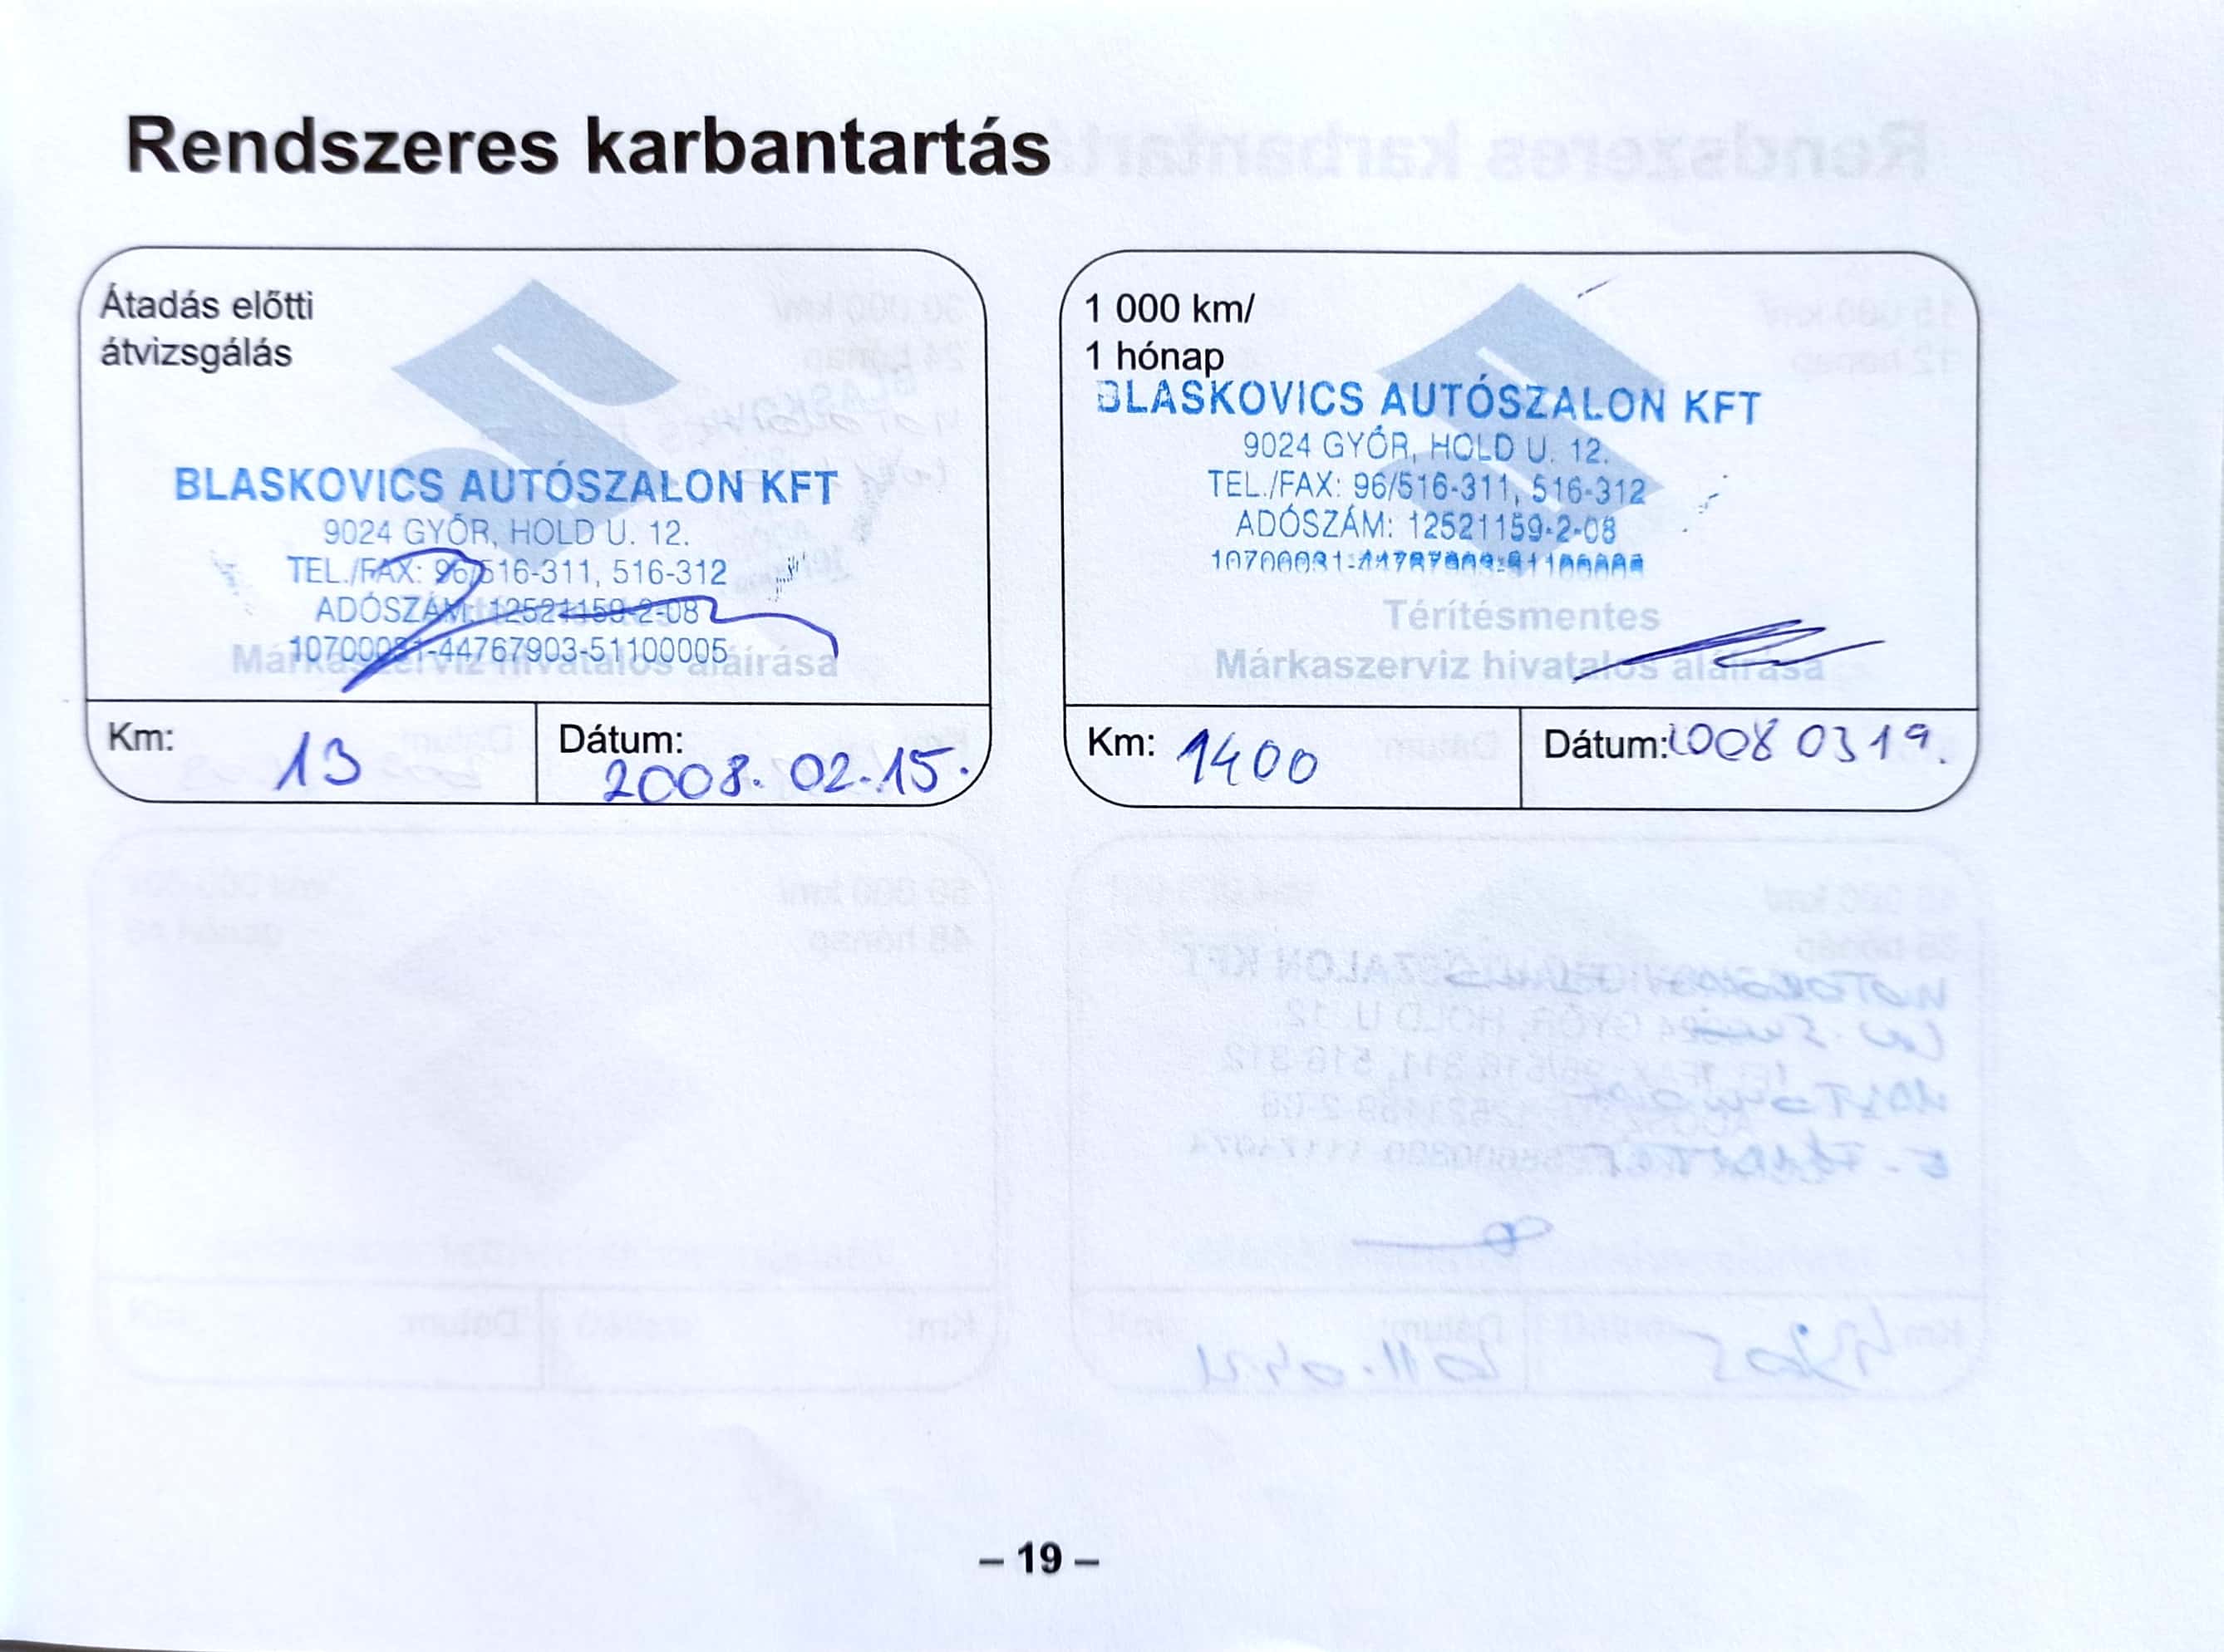 Rendszeres karbantartás
Átadás előtti
átvizsgálás
BLASKOVICS AUTÓSZALON KFT
9024 GYŐR, HOLD U. 12.
TEL./FAX: 96/516-311, 516-312
ADÓSZÁM: 12521159-2-08
10700031-44767903-51100005
Márkaszerviz hivatalos aláírása
Km: 13
Dátum: 2008. 02.15.
1 000 km/
1 hónap
BLASKOVICS AUTÓSZALON KFT
9024 GYŐR, HOLD U. 12.
TEL./FAX: 96/516-311, 516-312
ADÓSZÁM: 12521159-2-08
Térítésmentes
Márkaszerviz hivatalos aláírása
Km: 1400
Dátum: 2008 03 19.
– 19 –